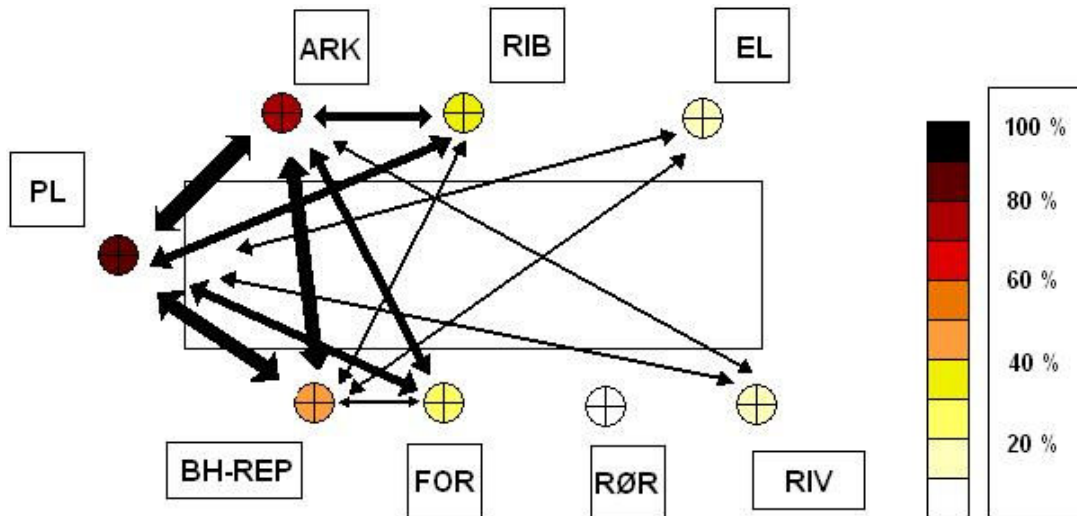 ARK
RIB
EL
PL
BH-REP
FOR
RØR
RIV
100 %
80 %
60 %
40 %
20 %